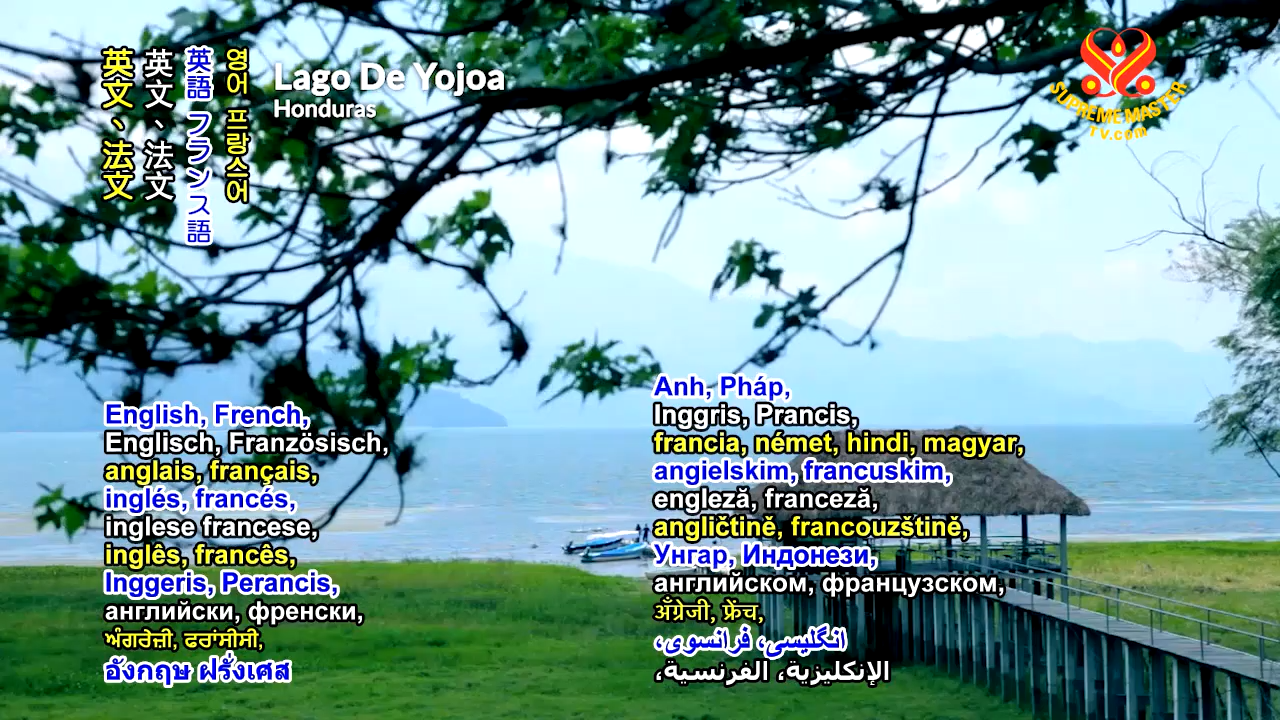 英文、法文
英文、法文
英語 フランス語
영어 프랑스어
Lago De Yojoa
Honduras
SUPREME MASTER
TV.com
English, French,
Englisch, Französisch,
anglais, français,
inglés, francés,
inglese francese,
inglês, francês,
Inggeris, Perancis,
английски, френски,
ਅੰਗਰੇਜ਼ੀ, ਫਰਾਂਸੀਸੀ,
อังกฤษ ฝรั่งเศส
Anh, Pháp,
Inggris, Prancis,
francia, német, hindi, magyar,
angielskim, francuskim,
engleză, franceză,
angličtině, francouzštině,
Унгар, Индонези,
английском, французском,
अँग्रेजी, फ्रेंच,
انگلیسی، فرانسوی،
الإنكليزية، الفرنسية،